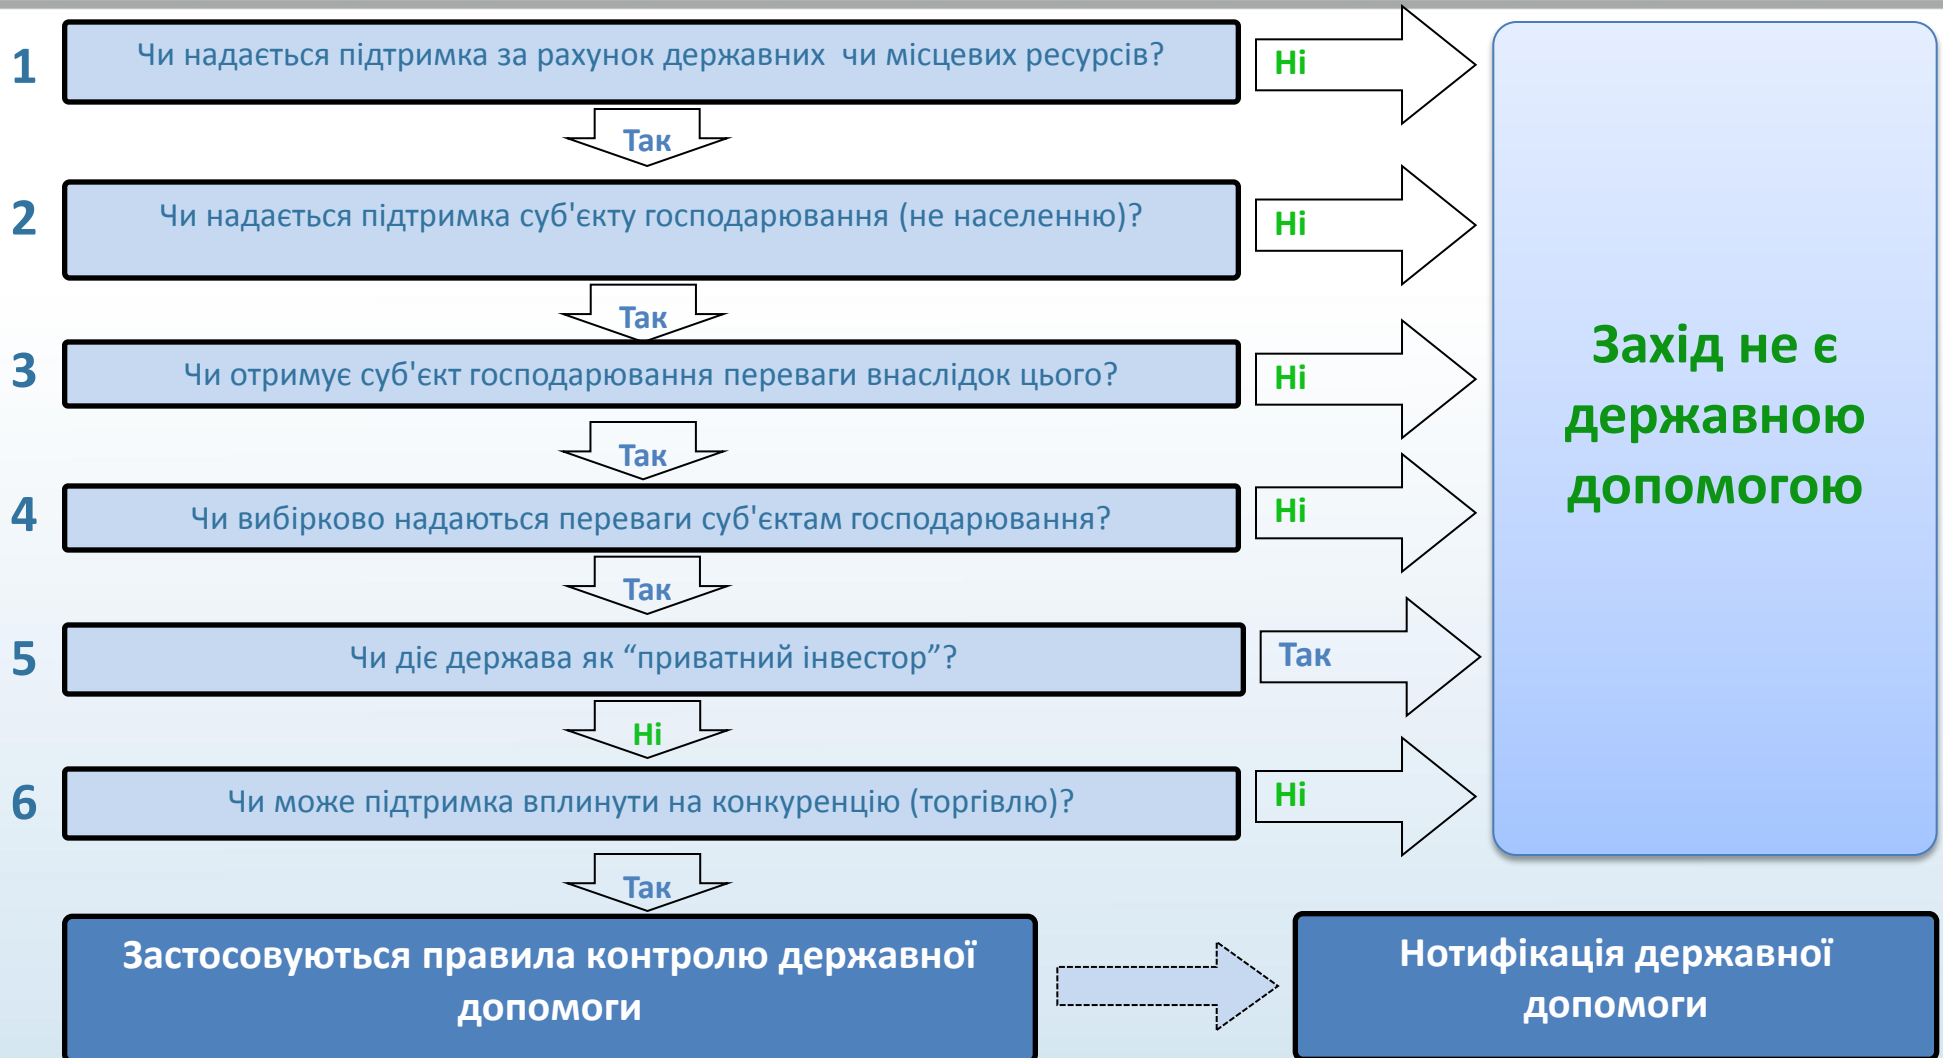 1
Чи надається підтримка за рахунок державних чи місцевих ресурсів?
Ні
Так
2
Чи надається підтримка суб'єкту господарювання (не населенню)?
Ні
Так
3
Чи отримує суб'єкт господарювання переваги внаслідок цього?
Ні
Так
4
Чи вибірково надаються переваги суб'єктам господарювання?
Ні
Так
5
Чи діє держава як “приватний інвестор”?
Так
Ні
6
Чи може підтримка вплинути на конкуренцію (торгівлю)?
Ні
Так
Захід не є
державною
допомогою
Застосовуються правила контролю державної
допомоги
Нотифікація державної
допомоги